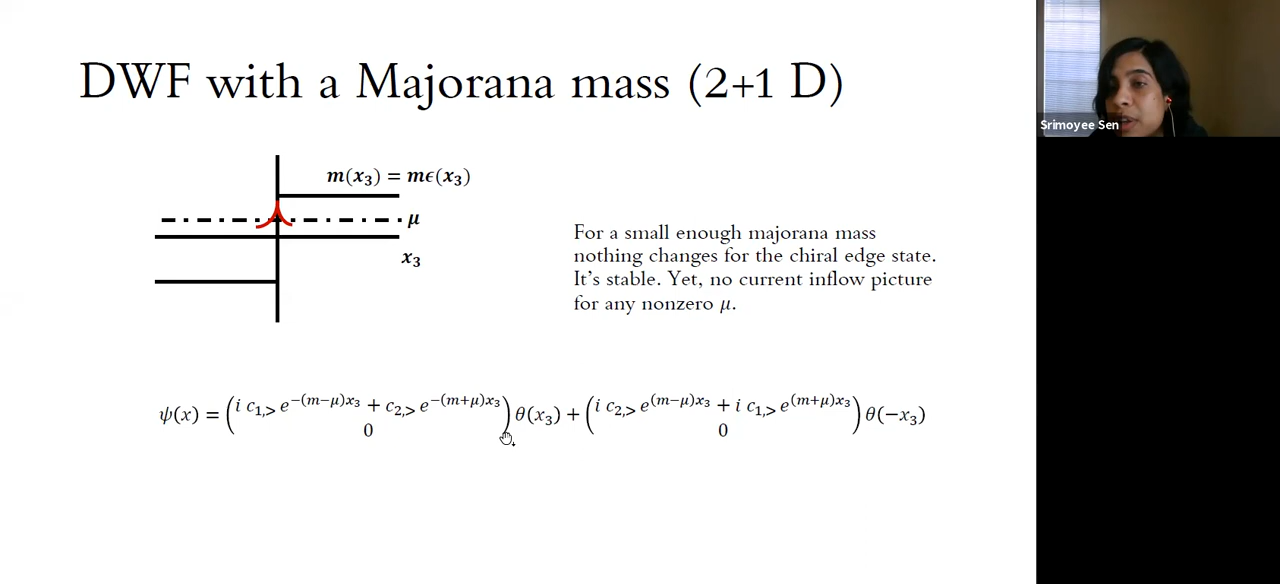 DWF with a Majorana mass (2+1 D)
Srimoyee Sen
m(x₃) = mϵ(x₃)
μ
x₃
For a small enough majorana mass
nothing changes for the chiral edge state.
It's stable. Yet, no current inflow picture
for any nonzero μ.
ψ(x) = (i c₁,> e^{−(m−μ)x₃} + c₂,> e^{−(m+μ)x₃}) θ(x₃) + (i c₂,> e^{(m−μ)x₃} + i c₁,> e^{(m+μ)x₃}) θ(−x₃)
0 0